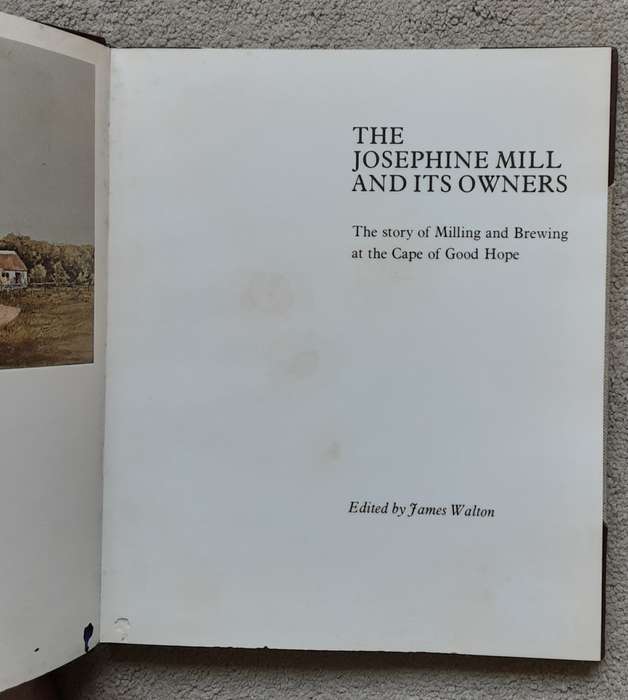 THE
JOSEPHINE MILL
AND ITS OWNERS
The story of Milling and Brewing
at the Cape of Good Hope
Edited by James Walton